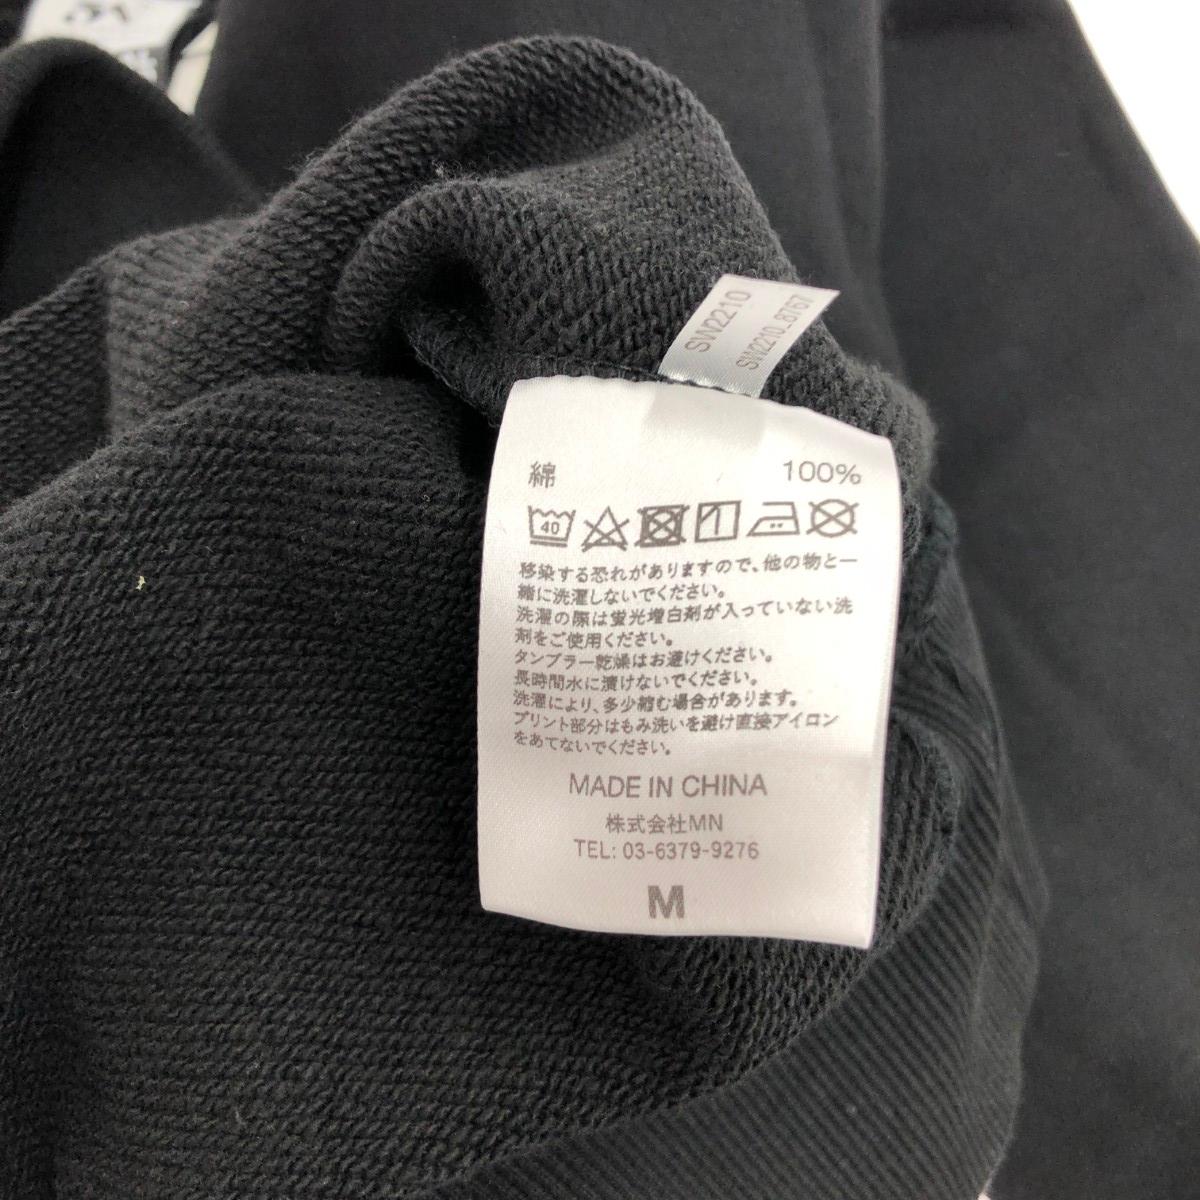 SW2210
SW2210_8767
綿 100%
40
移染する恐れがありますので、他の物と一
緒に洗濯しないでください。
洗濯の際は蛍光増白剤が入っていない洗
剤をご使用ください。
タンブラー乾燥はお避けください。
長時間水に漬けないでください。
洗濯により、多少縮む場合があります。
プリント部分はもみ洗いを避け直接アイロン
をあてないでください。
MADE IN CHINA
株式会社MN
TEL: 03-6379-9276
M